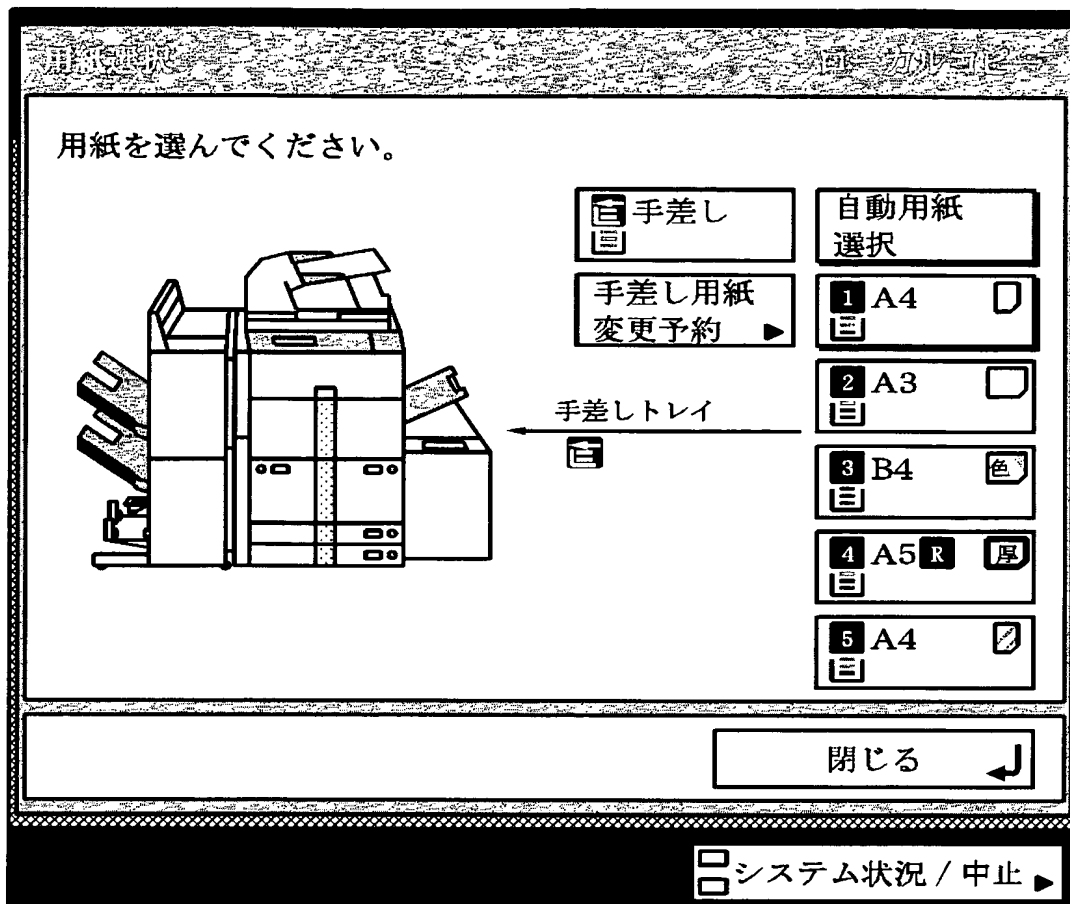 用紙選択
ローカルコピー
用紙を選んでください。
手差し
自動用紙
選択
手差し用紙
変更予約
1 A4
2 A3
3 B4 色
4 A5 R 厚
5 A4
手差しトレイ
閉じる
システム状況 / 中止